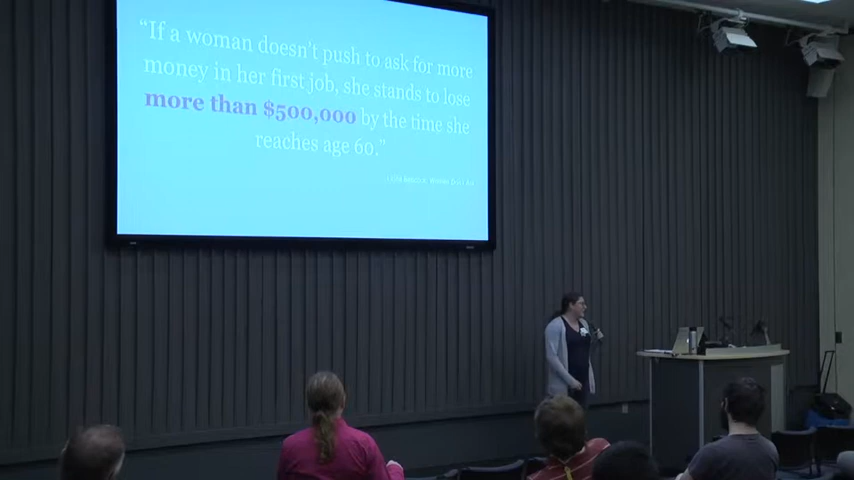 “If a woman doesn’t push to ask for more
money in her first job, she stands to lose
more than $500,000 by the time she
reaches age 60.”